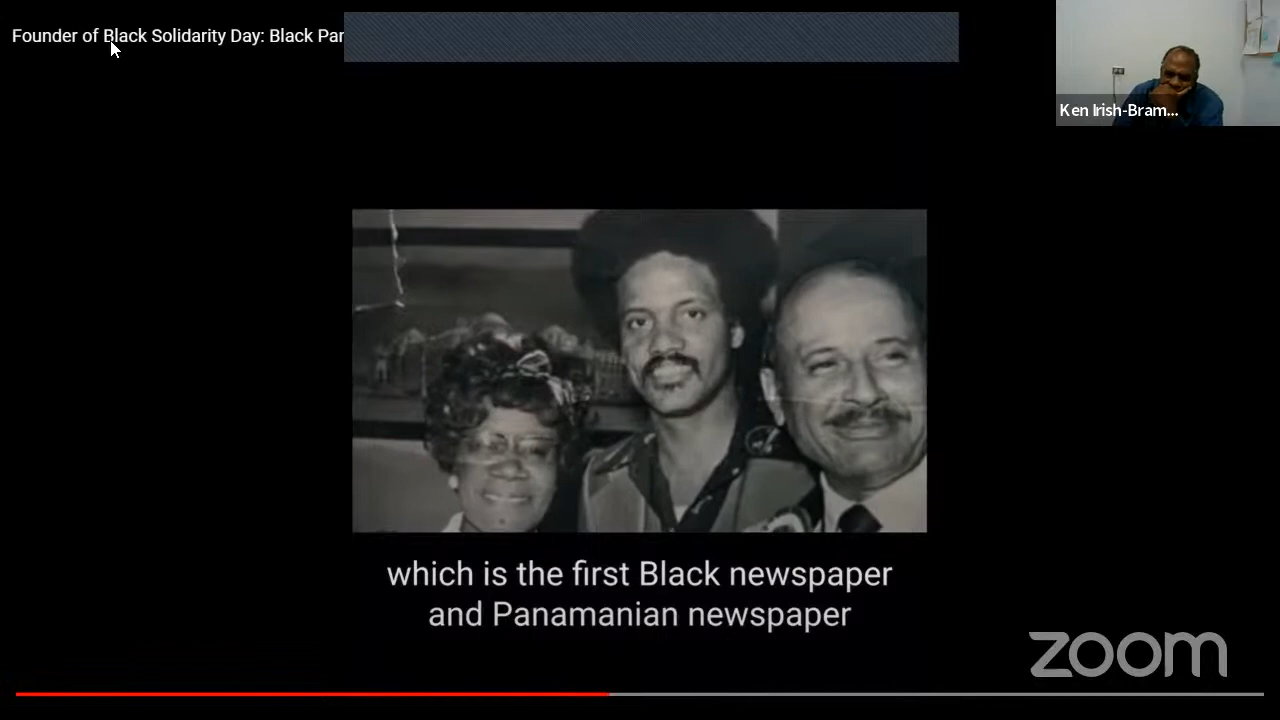 Founder of Black Solidarity Day: Black Par
Ken Irish-Bram...
which is the first Black newspaper
and Panamanian newspaper
zoom